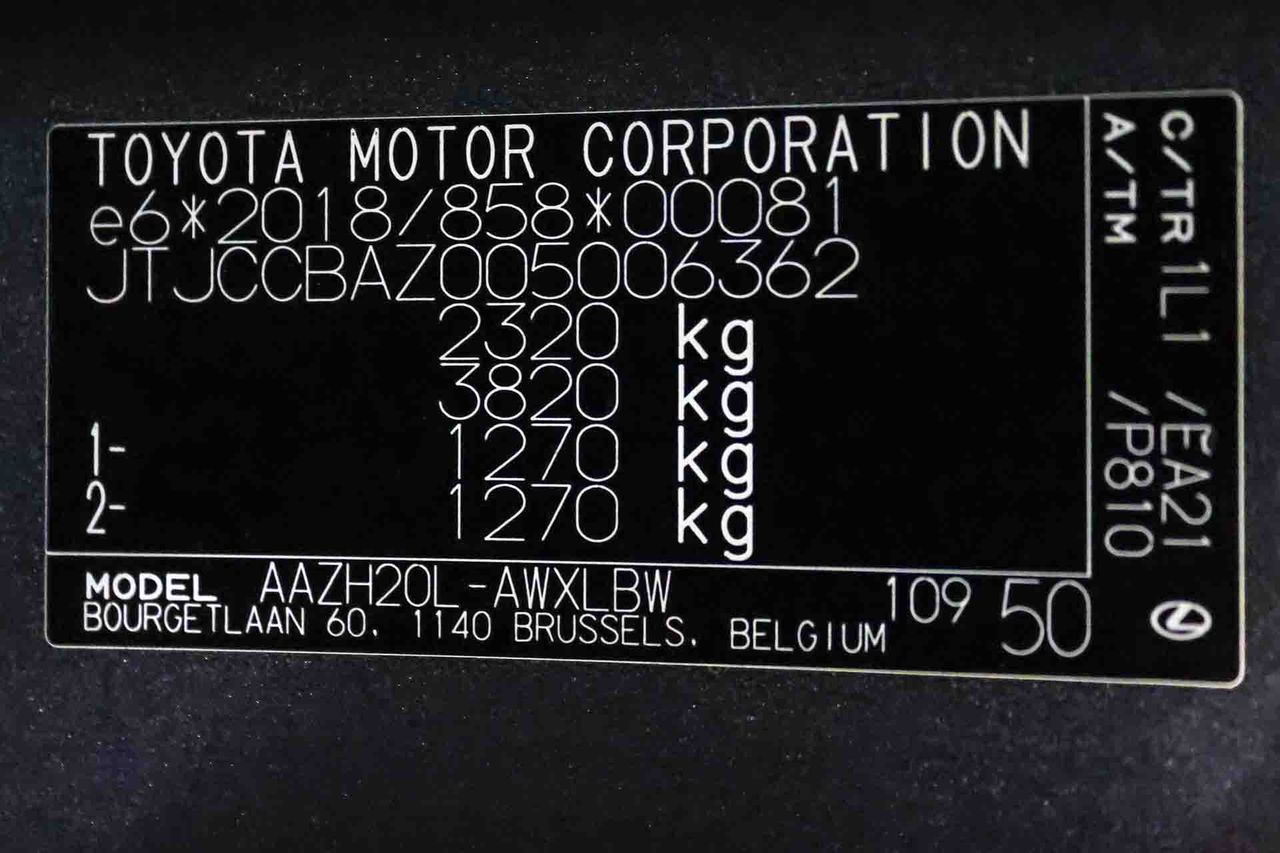 TOYOTA MOTOR CORPORATION
e6*2018/858*00081
JTJCCBAZ005006362
2320 kg
3820 kg
1- 1270 kg
2- 1270 kg
MODEL AAZH20L-AWXLBW 109 50
BOURGETLAAN 60. 1140 BRUSSELS. BELGIUM
C/TR 1L1 /EA21
A/TM /P810